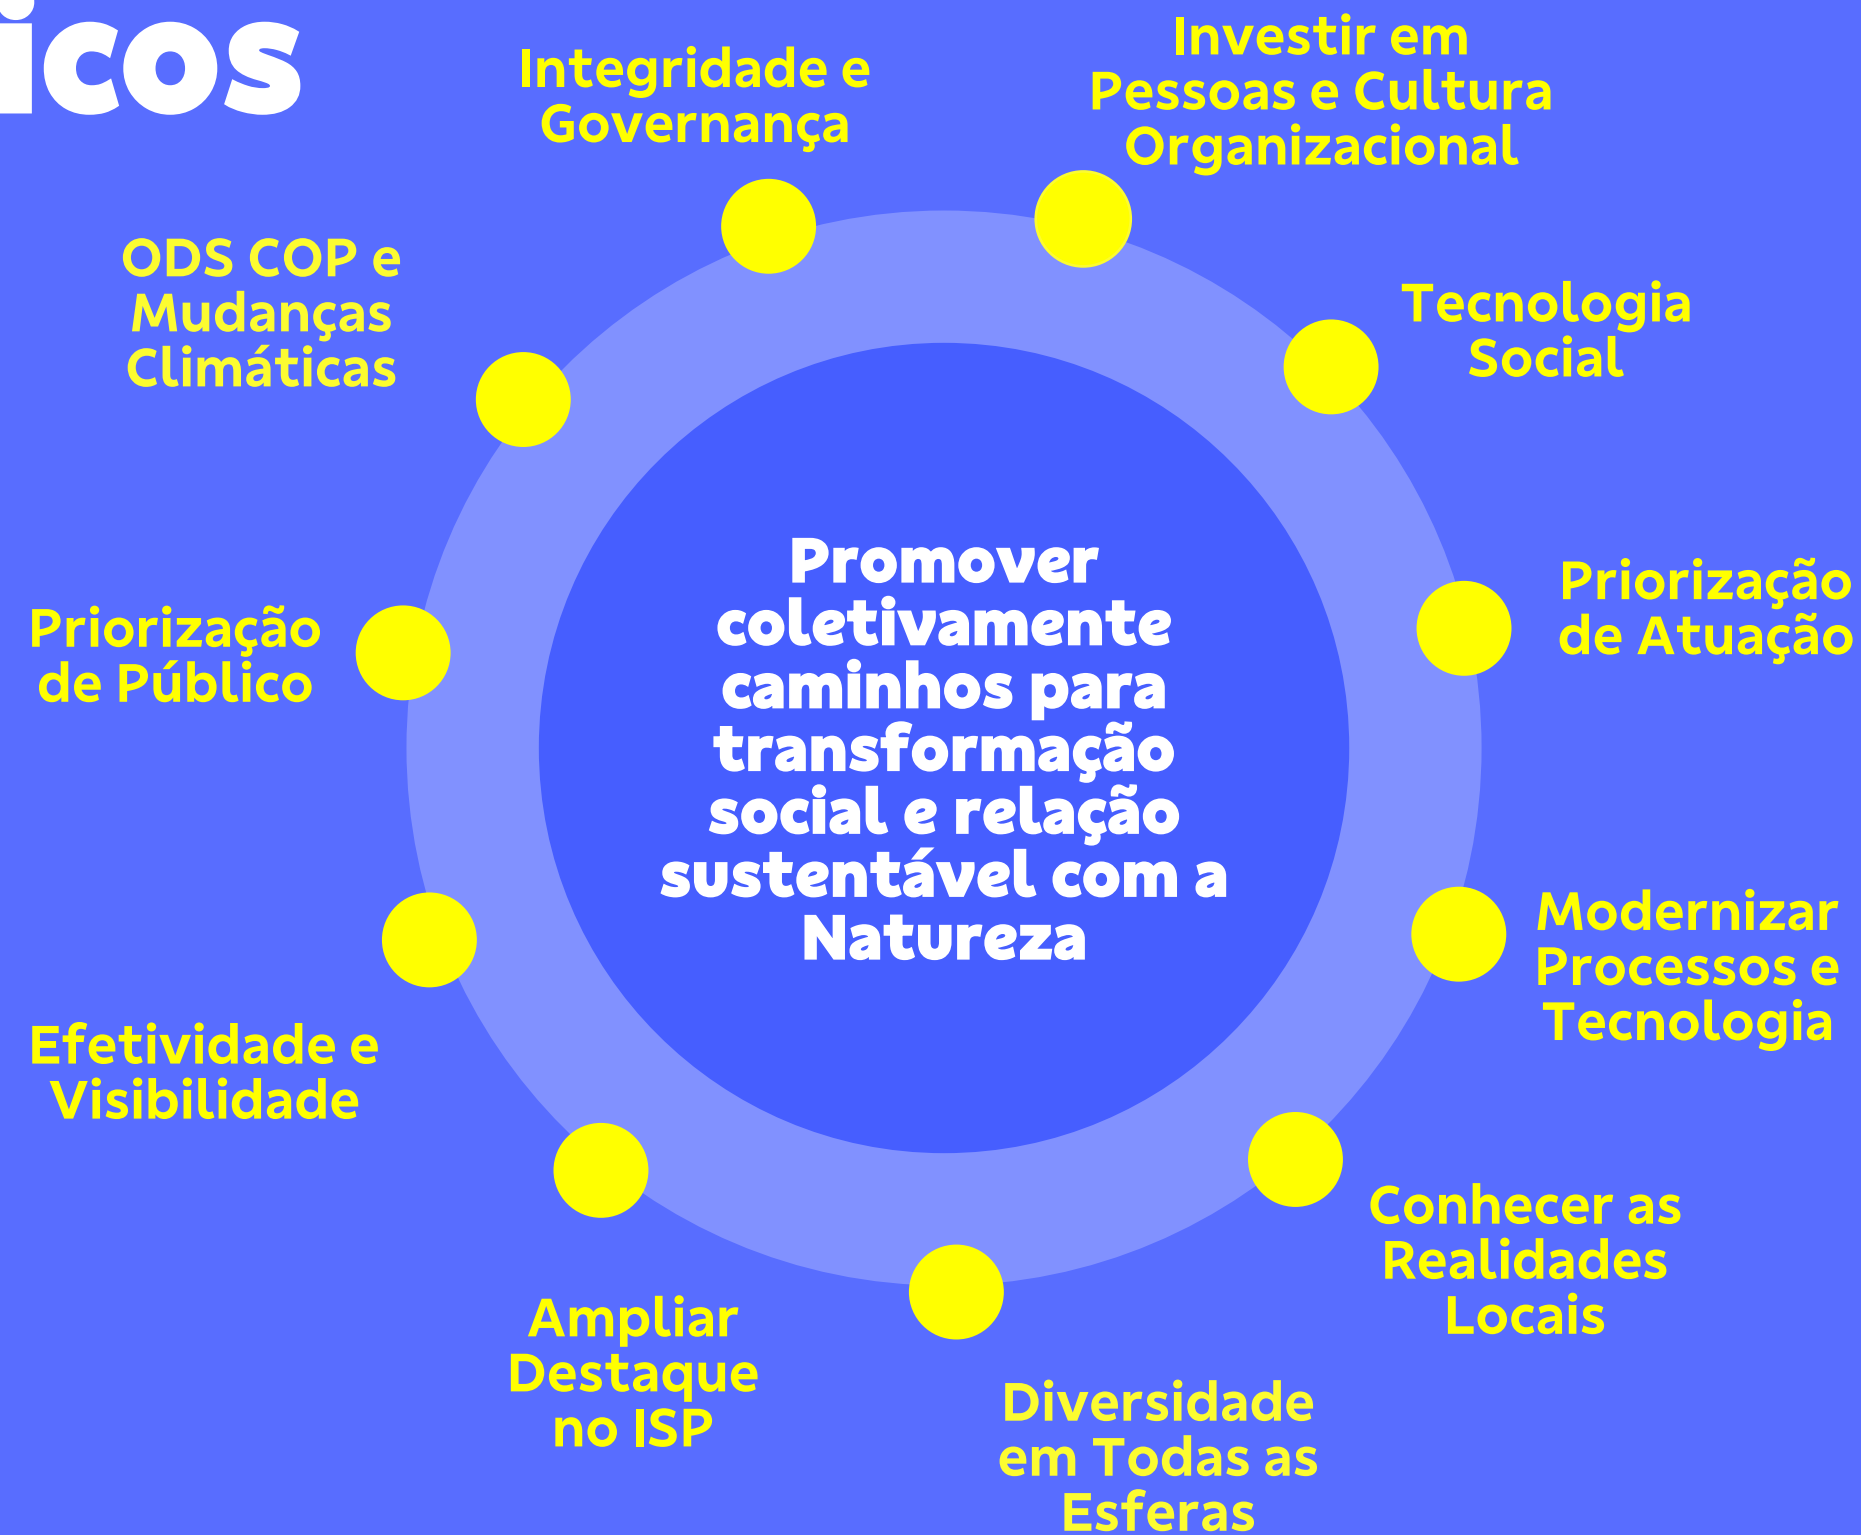 icos
Integridade e
Governança
Investir em
Pessoas e Cultura
Organizacional
Tecnologia
Social
Priorização
de Atuação
Modernizar
Processos e
Tecnologia
Conhecer as
Realidades
Locais
Diversidade
em Todas as
Esferas
Ampliar
Destaque
no ISP
Efetividade e
Visibilidade
Priorização
de Público
ODS COP e
Mudanças
Climáticas
Promover
coletivamente
caminhos para
transformação
social e relação
sustentável com a
Natureza